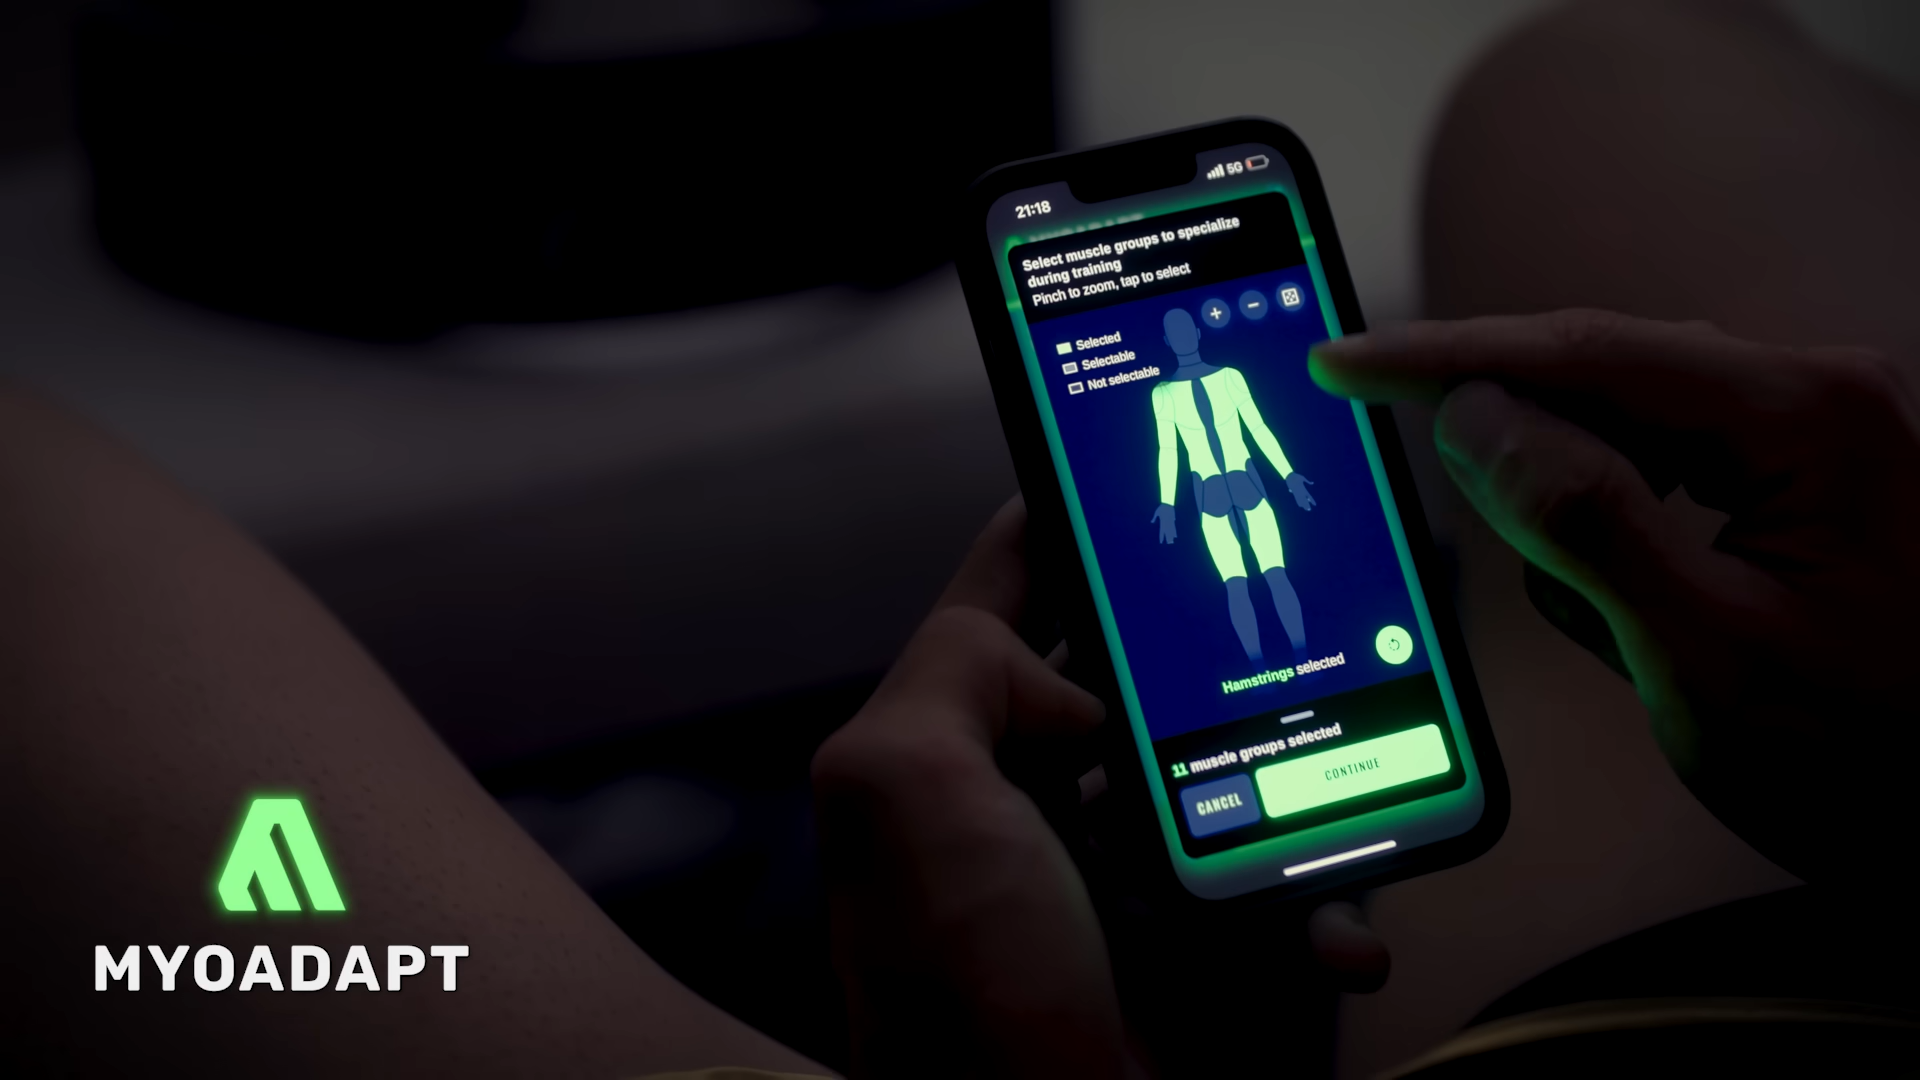 21:18
5G
Select muscle groups to specialize
during training
Pinch to zoom, tap to select
Selected
Selectable
Not selectable
Hamstrings selected
11 muscle groups selected
CANCEL
CONTINUE
MYOADAPT